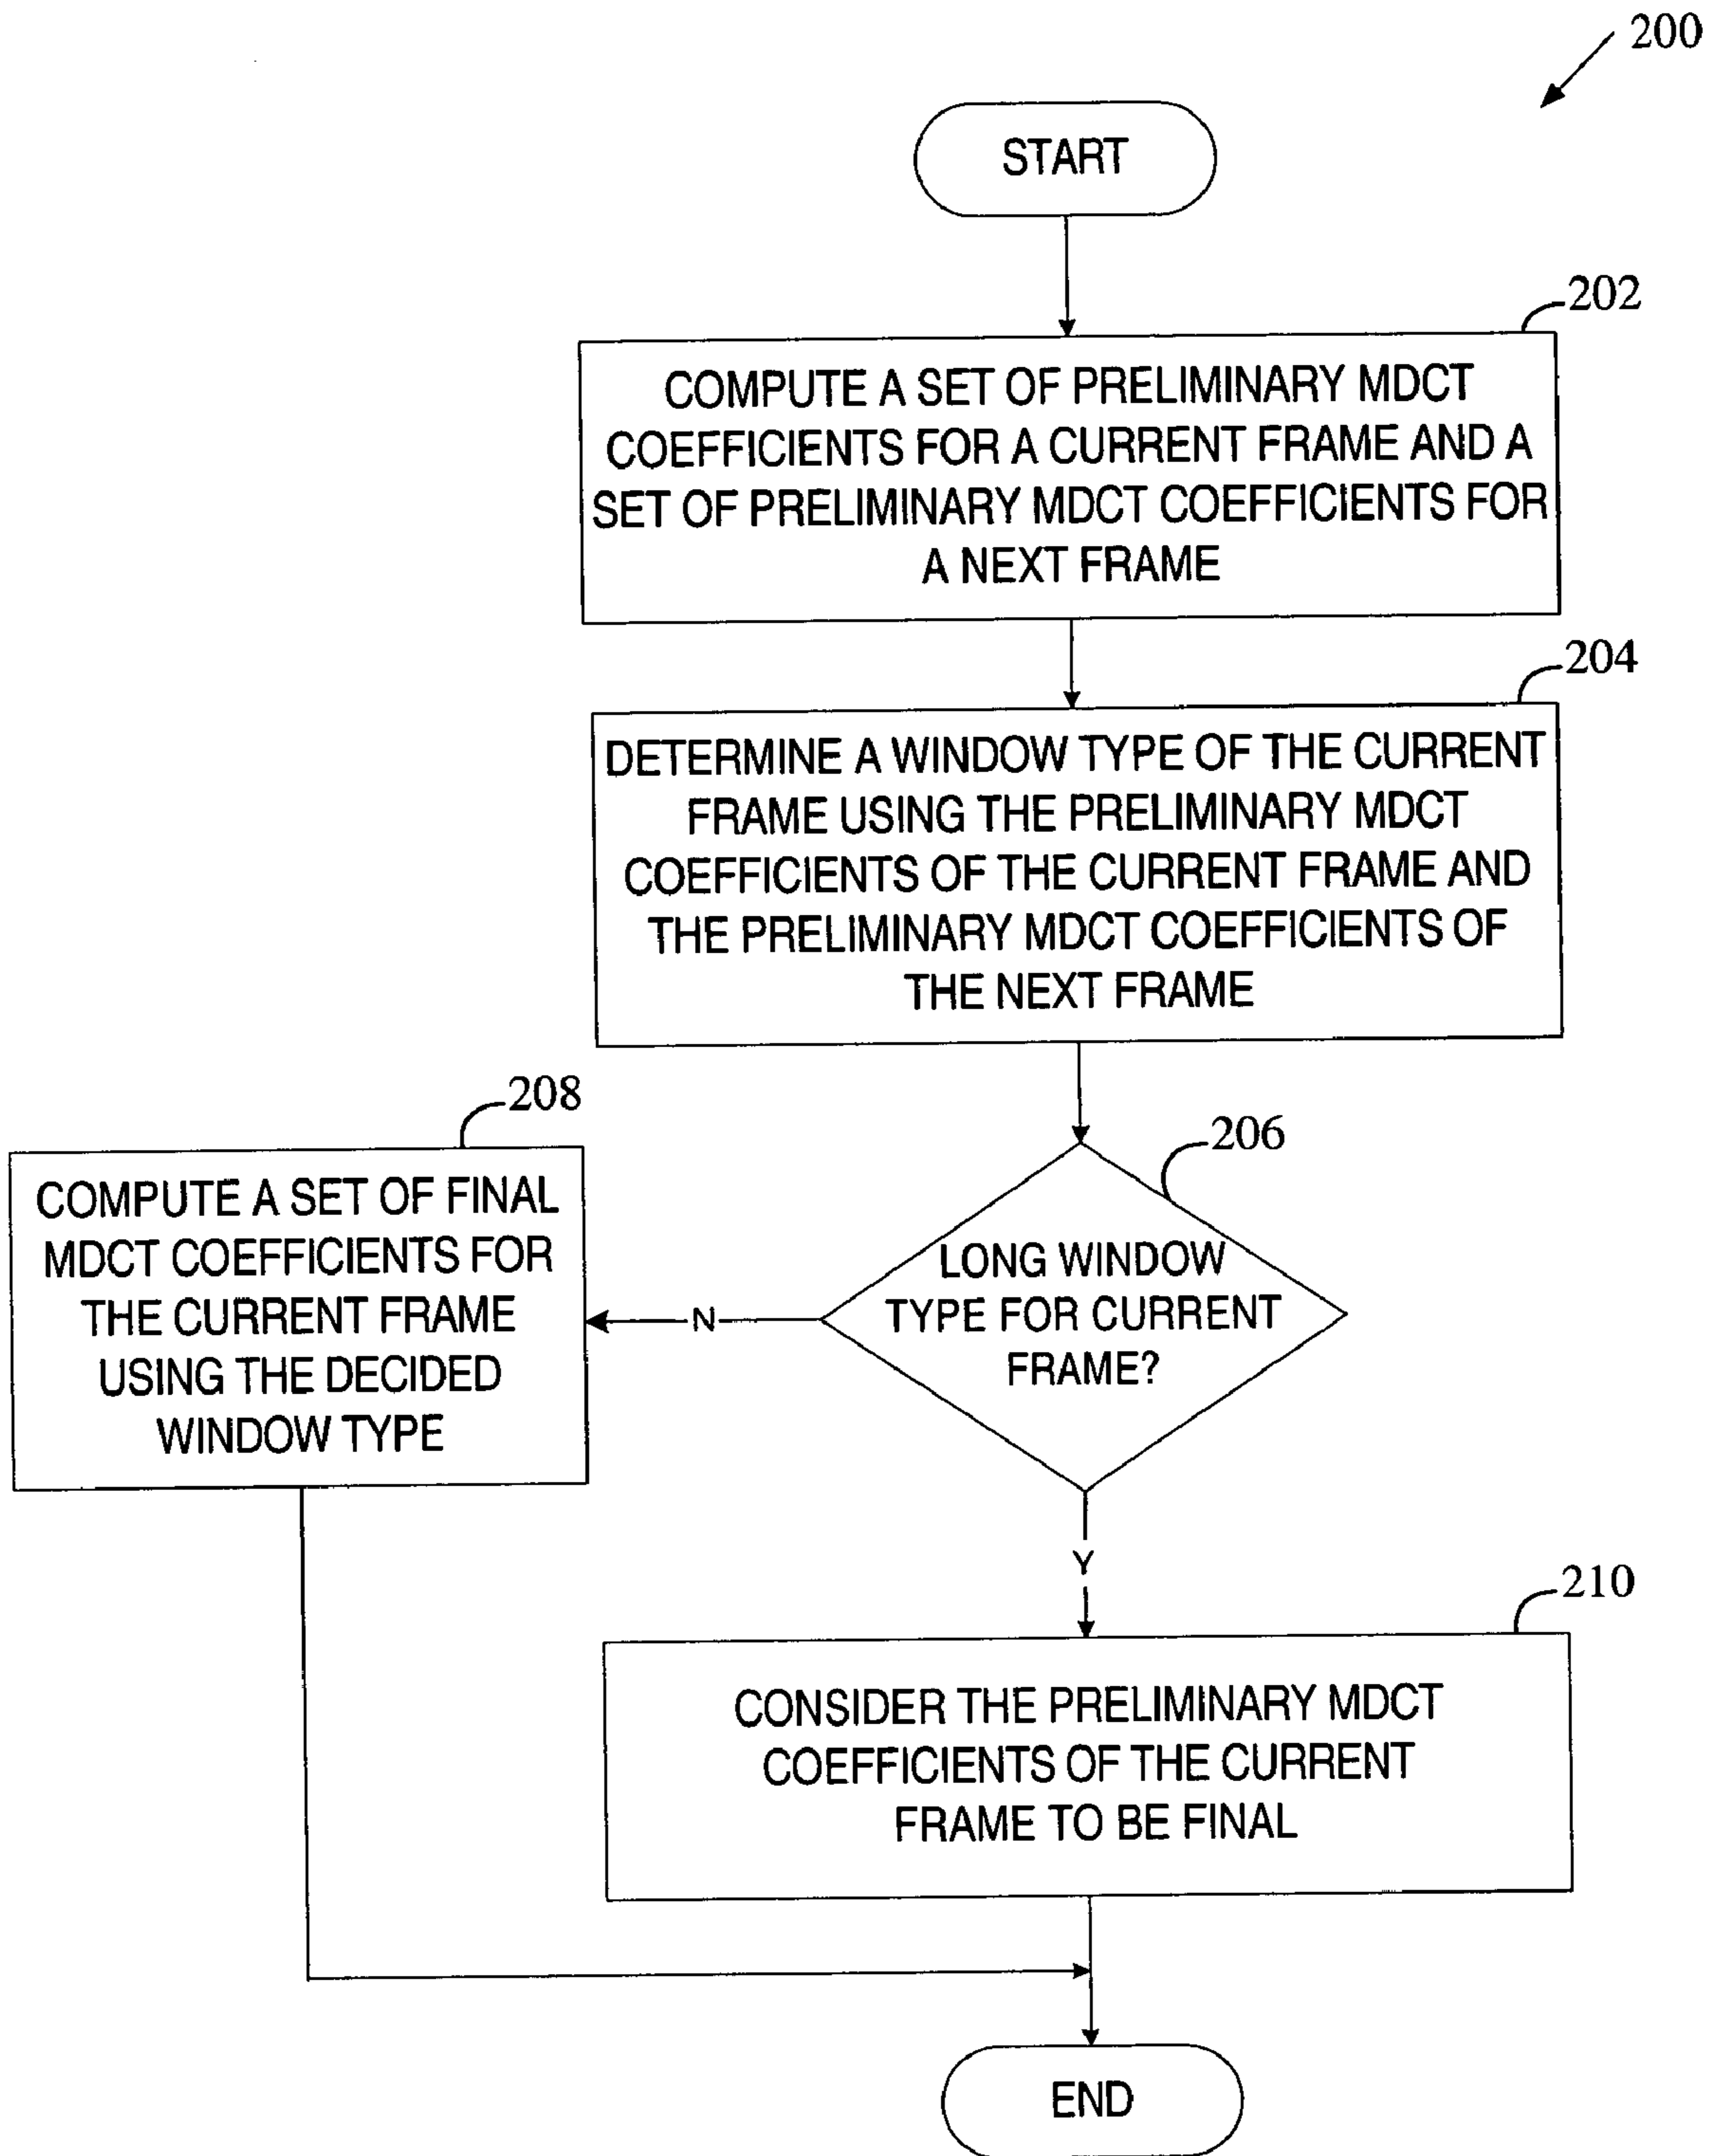 200
START
202
COMPUTE A SET OF PRELIMINARY MDCT
COEFFICIENTS FOR A CURRENT FRAME AND A
SET OF PRELIMINARY MDCT COEFFICIENTS FOR
A NEXT FRAME
204
DETERMINE A WINDOW TYPE OF THE CURRENT
FRAME USING THE PRELIMINARY MDCT
COEFFICIENTS OF THE CURRENT FRAME AND
THE PRELIMINARY MDCT COEFFICIENTS OF
THE NEXT FRAME
206
LONG WINDOW
TYPE FOR CURRENT
FRAME?
N
208
COMPUTE A SET OF FINAL
MDCT COEFFICIENTS FOR
THE CURRENT FRAME
USING THE DECIDED
WINDOW TYPE
Y
210
CONSIDER THE PRELIMINARY MDCT
COEFFICIENTS OF THE CURRENT
FRAME TO BE FINAL
END